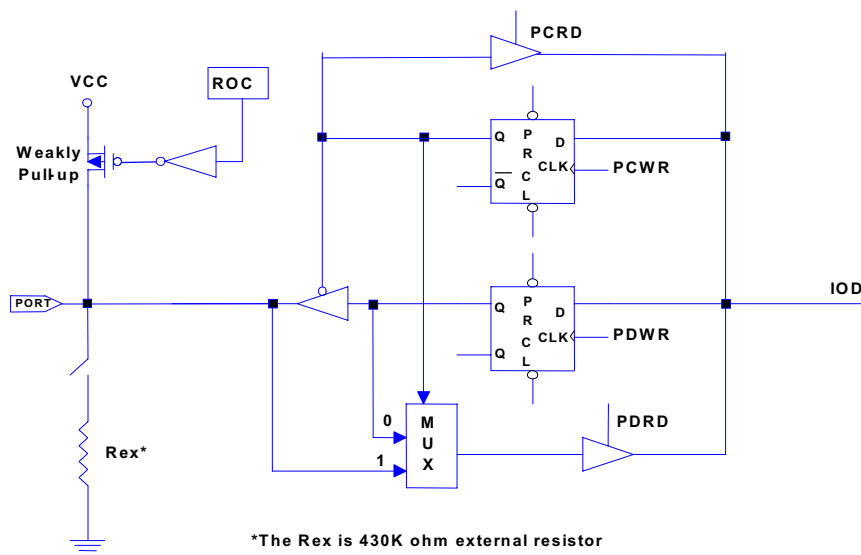 PCRD
VCC
ROC
Weakly
Pull-up
Q
P
R
C
L
D
CLK
Q
PCWR
PORT
IOD
Q
P
R
C
L
D
CLK
Q
PDWR
0
1
M
U
X
PDRD
Rex*
*The Rex is 430K ohm external resistor